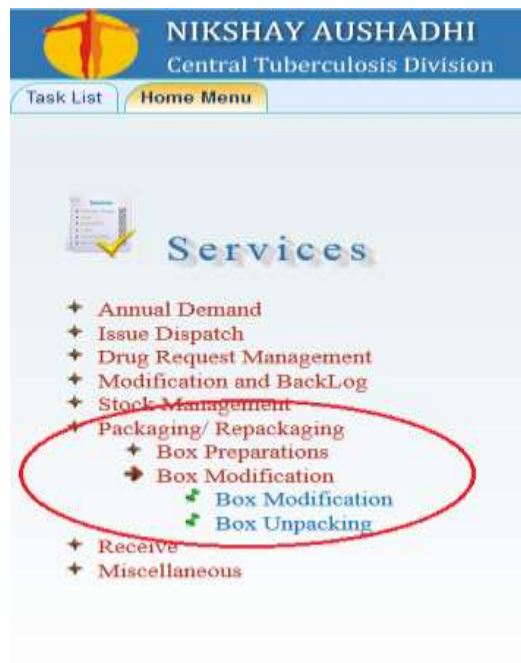 NIKSHAY AUSHADHI
Central Tuberculosis Division
Task List Home Menu
Services
Annual Demand
Issue Dispatch
Drug Request Management
Modification and BackLog
Stock Management
Packaging/ Repackaging
Box Preparations
Box Modification
Box Modification
Box Unpacking
Receive
Miscellaneous